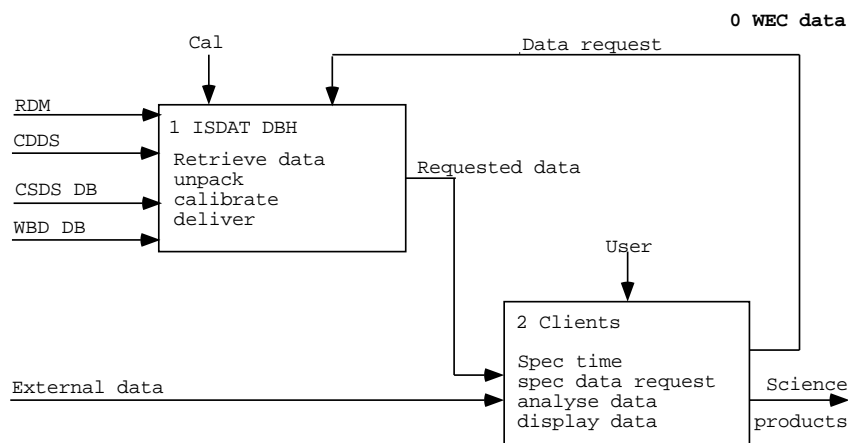 0 WEC data
Cal
Data request
RDM
1 ISDAT DBH
CDDS
Retrieve data
unpack
calibrate
deliver
Requested data
CSDS DB
WBD DB
User
2 Clients
Spec time
spec data request
analyse data
display data
External data
Science
products